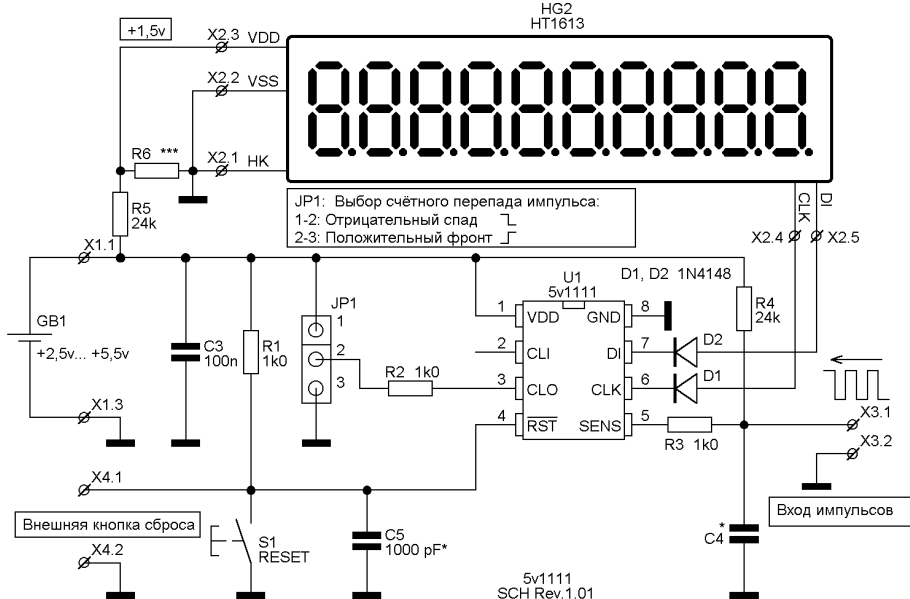 HG2
HT1613
+1,5v
X2.3 VDD
X2.2 VSS
R6 ***
X2.1 HK
R5
24k
JP1: Выбор счётного перепада импульса:
1-2: Отрицательный спад
2-3: Положительный фронт
CLK
DI
X2.4
X2.5
X1.1
GB1
+2,5v... +5,5v
X1.3
C3
100n
R1
1k0
JP1
1
2
3
R2 1k0
U1
5v1111
D1, D2 1N4148
1 VDD GND 8
2 CLI DI 7
3 CLO CLK 6
4 RST SENS 5
D2
D1
R4
24k
R3 1k0
X3.1
X3.2
Вход импульсов
X4.1
Внешняя кнопка сброса
X4.2
S1
RESET
C5
1000 pF*
*
C4
5v1111
SCH Rev.1.01